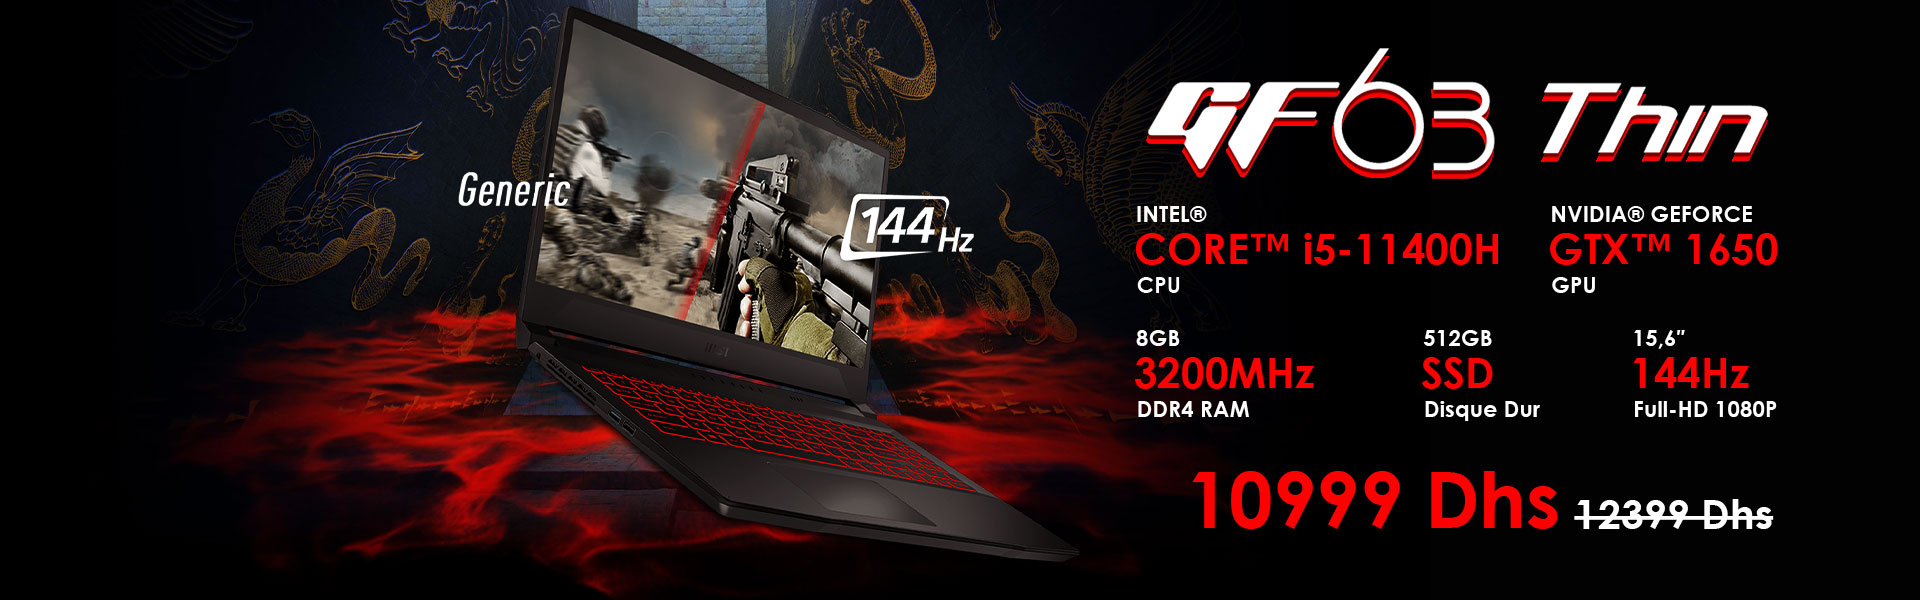 Generic
144Hz
msi
GF63 Thin
INTEL®
CORE™ i5-11400H
CPU
NVIDIA® GEFORCE
GTX™ 1650
GPU
8GB
3200MHz
DDR4 RAM
512GB
SSD
Disque Dur
15,6"
144Hz
Full-HD 1080P
10999 Dhs 12399 Dhs